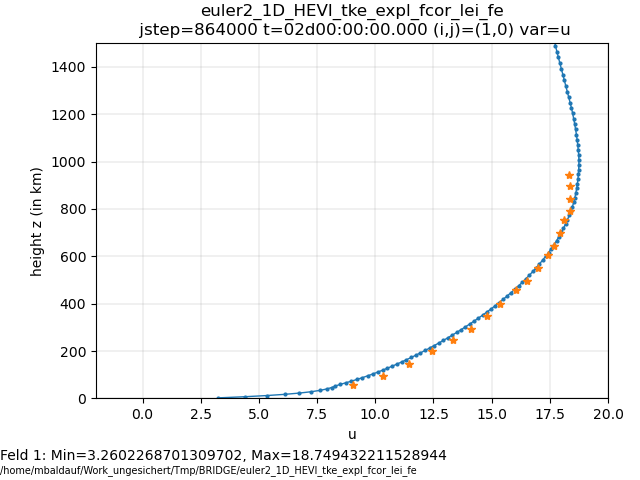 euler2_1D_HEVI_tke_expl_fcor_lei_fe
jstep=864000 t=02d00:00:00.000 (i,j)=(1,0) var=u
height z (in km)
1400
1200
1000
800
600
400
200
0
0.0 2.5 5.0 7.5 10.0 12.5 15.0 17.5 20.0
u
Feld 1: Min=3.2602268701309702, Max=18.749432211528944
/home/mbaldauf/Work_ungesichert/Tmp/BRIDGE/euler2_1D_HEVI_tke_expl_fcor_lei_fe